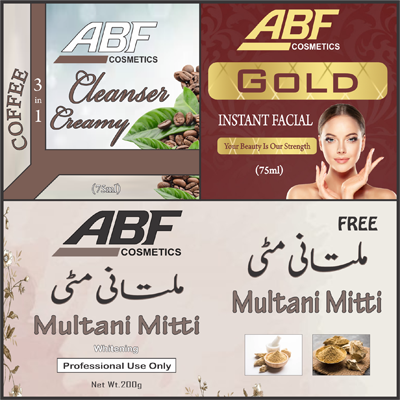 ABF
COSMETICS
COFFEE
3 in 1
Cleanser
Creamy
(75ml)
ABF
COSMETICS
GOLD
INSTANT FACIAL
Your Beauty Is Our Strength
(75ml)
ABF
COSMETICS
ملتانی مٹی
Multani Mitti
Whitening
Professional Use Only
Net Wt.200g
FREE
ملتانی مٹی
Multani Mitti